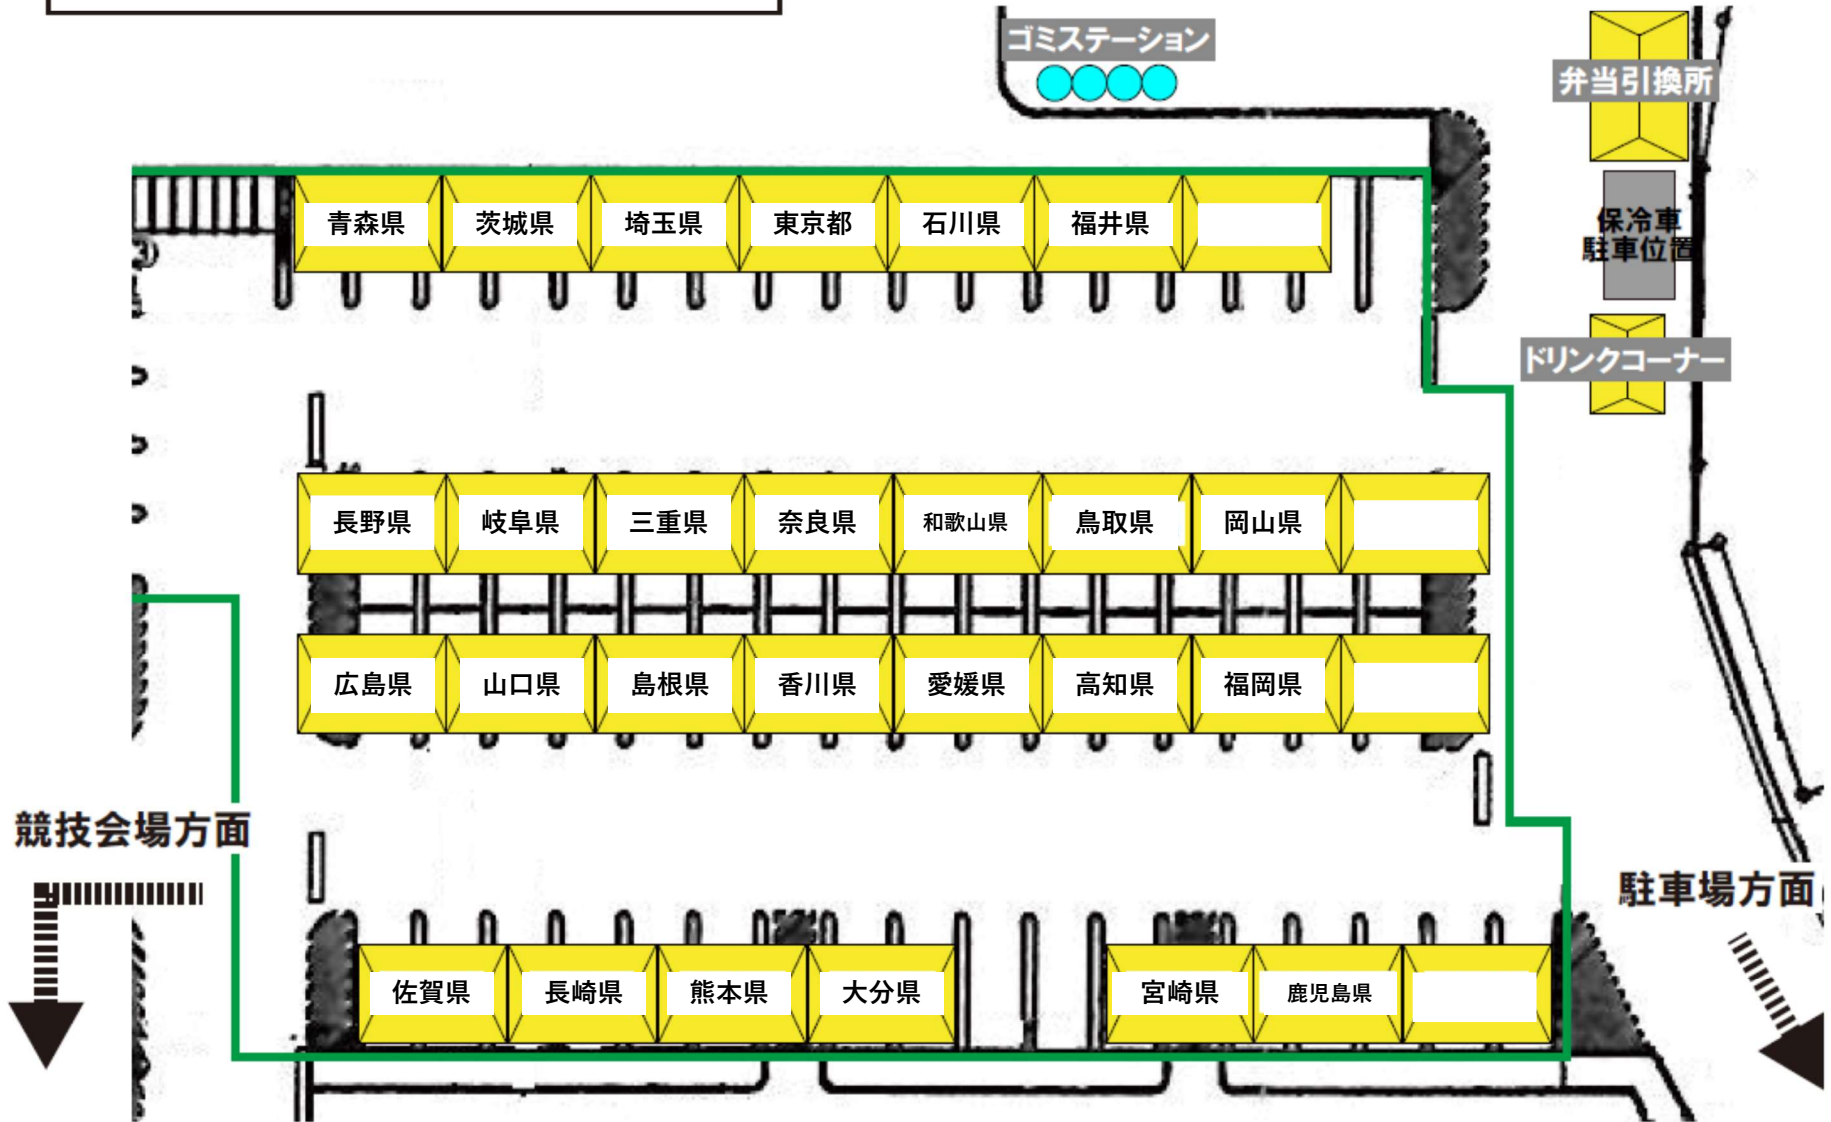 ゴミステーション
弁当引換所
青森県
茨城県
埼玉県
東京都
石川県
福井県
保冷車
駐車位置
ドリンクコーナー
長野県
岐阜県
三重県
奈良県
和歌山県
鳥取県
岡山県
広島県
山口県
島根県
香川県
愛媛県
高知県
福岡県
競技会場方面
駐車場方面
佐賀県
長崎県
熊本県
大分県
宮崎県
鹿児島県